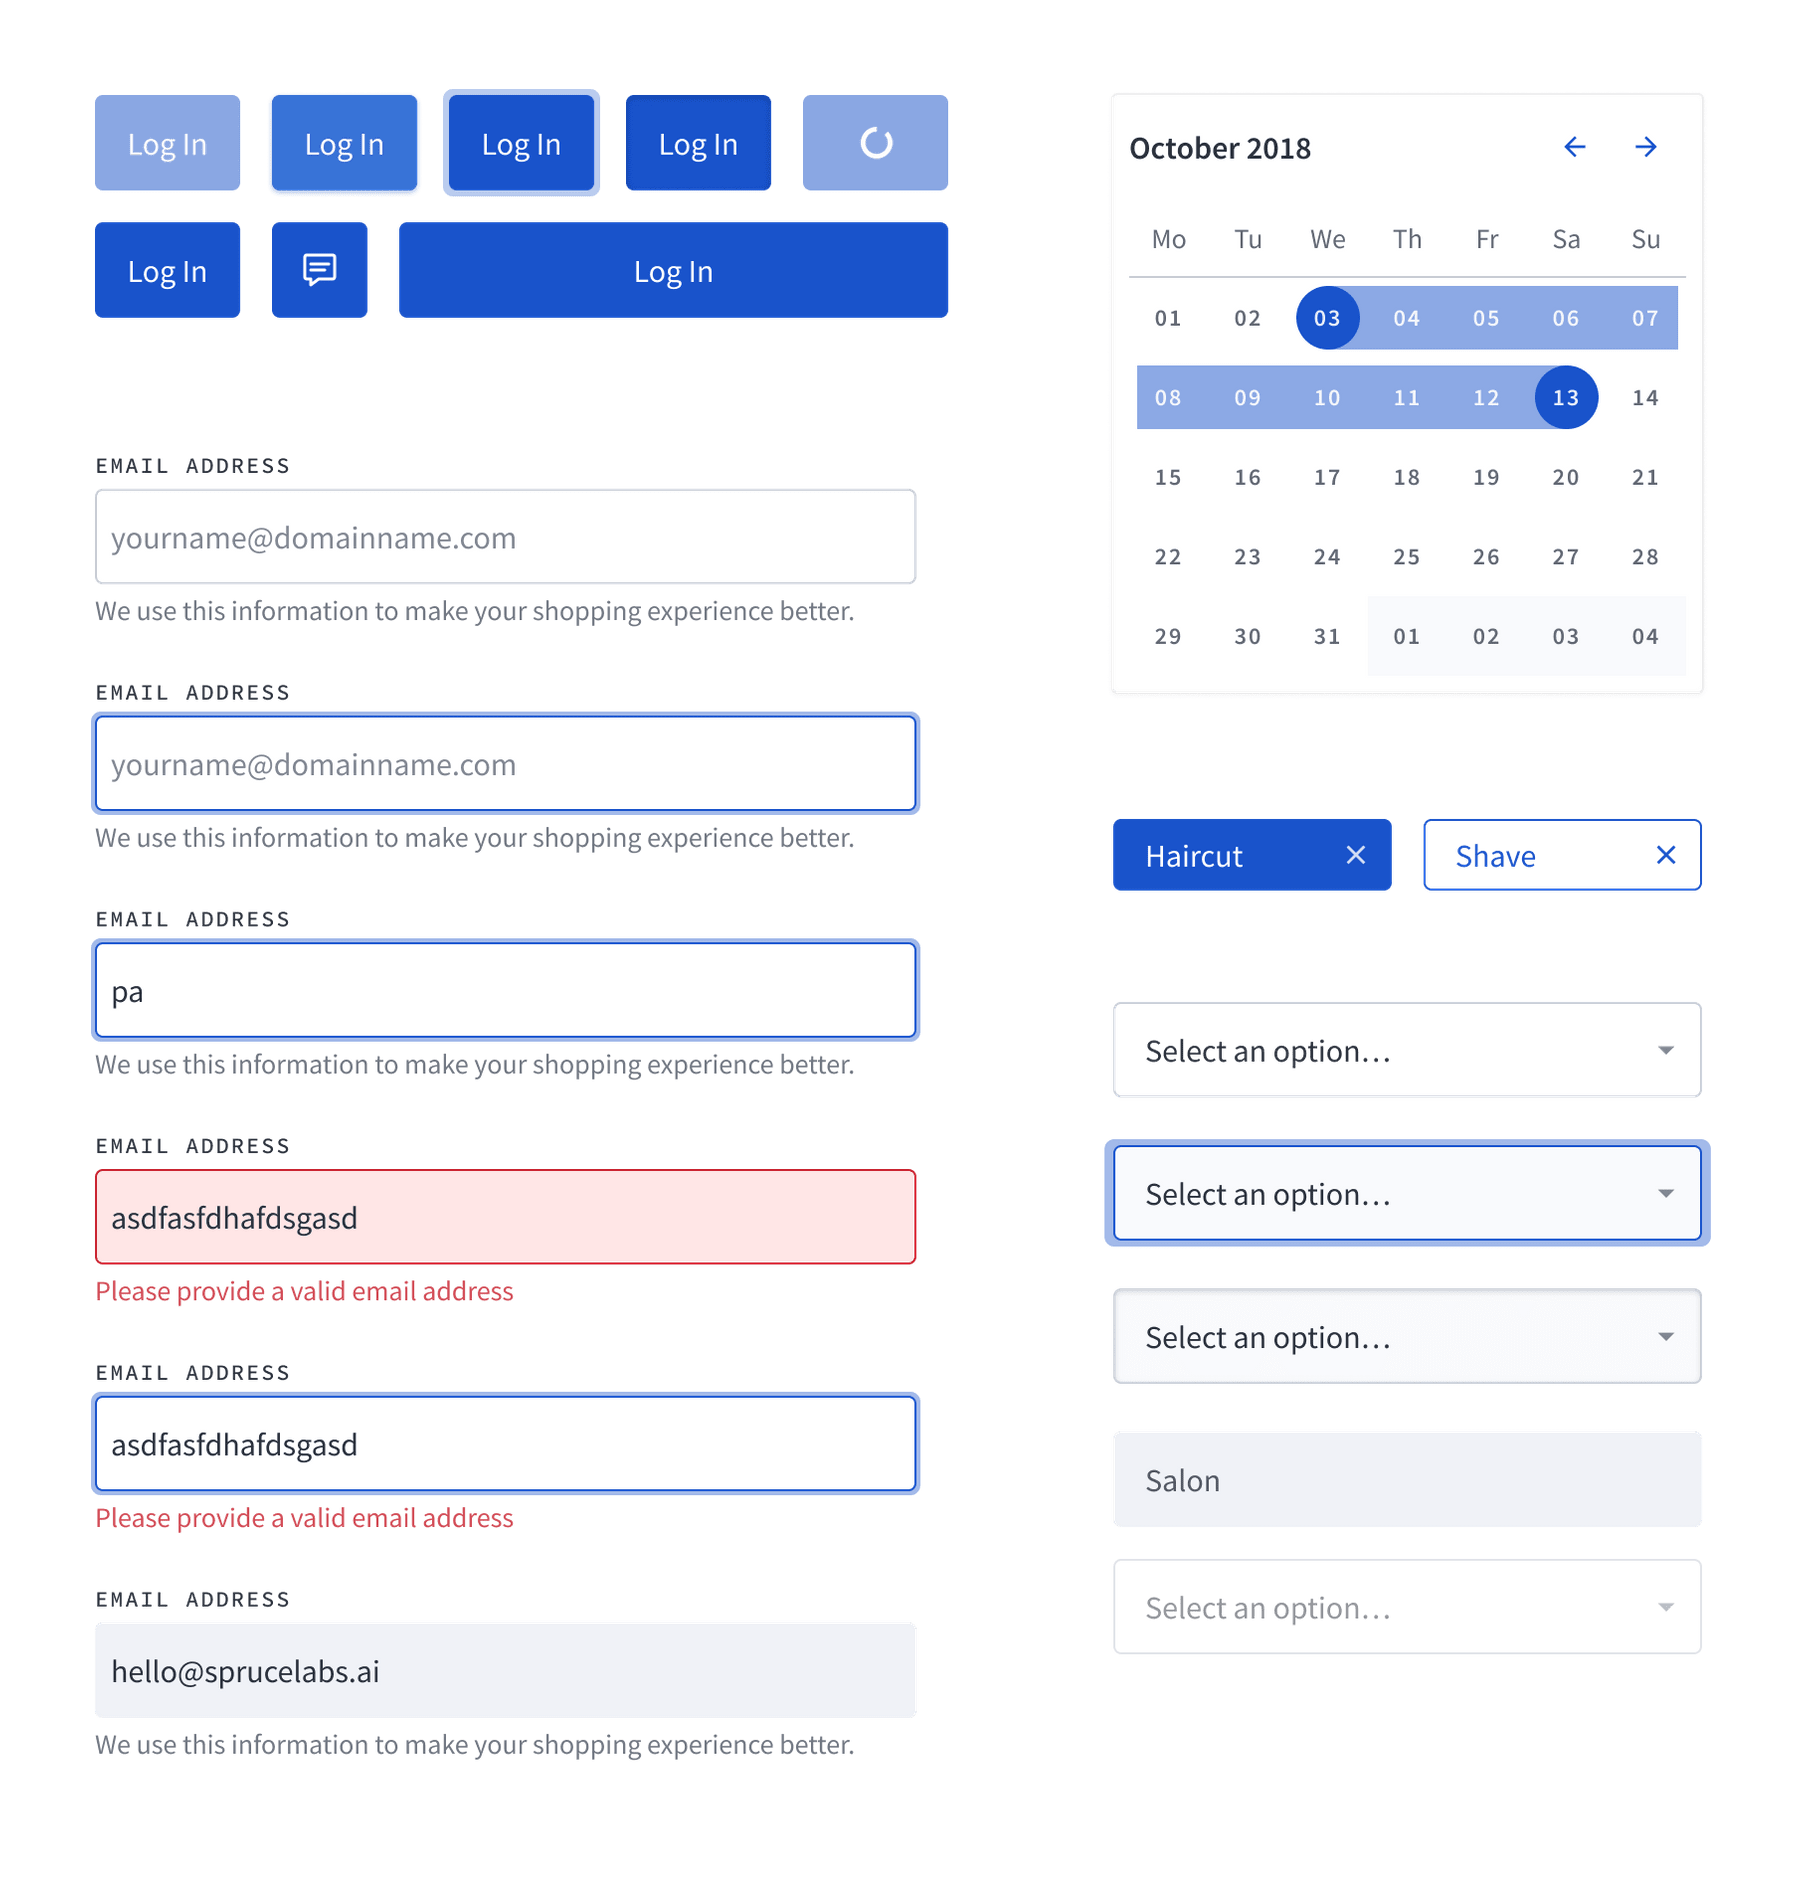 Log In
Log In
Log In
Log In
Log In
Log In
EMAIL ADDRESS
yourname@domainname.com
We use this information to make your shopping experience better.
EMAIL ADDRESS
yourname@domainname.com
We use this information to make your shopping experience better.
EMAIL ADDRESS
pa
We use this information to make your shopping experience better.
EMAIL ADDRESS
asdfasfdhafdsgasd
Please provide a valid email address
EMAIL ADDRESS
asdfasfdhafdsgasd
Please provide a valid email address
EMAIL ADDRESS
hello@sprucelabs.ai
We use this information to make your shopping experience better.
October 2018
Mo Tu We Th Fr Sa Su
01 02 03 04 05 06 07
08 09 10 11 12 13 14
15 16 17 18 19 20 21
22 23 24 25 26 27 28
29 30 31 01 02 03 04
Haircut
Shave
Select an option...
Select an option...
Select an option...
Salon
Select an option...